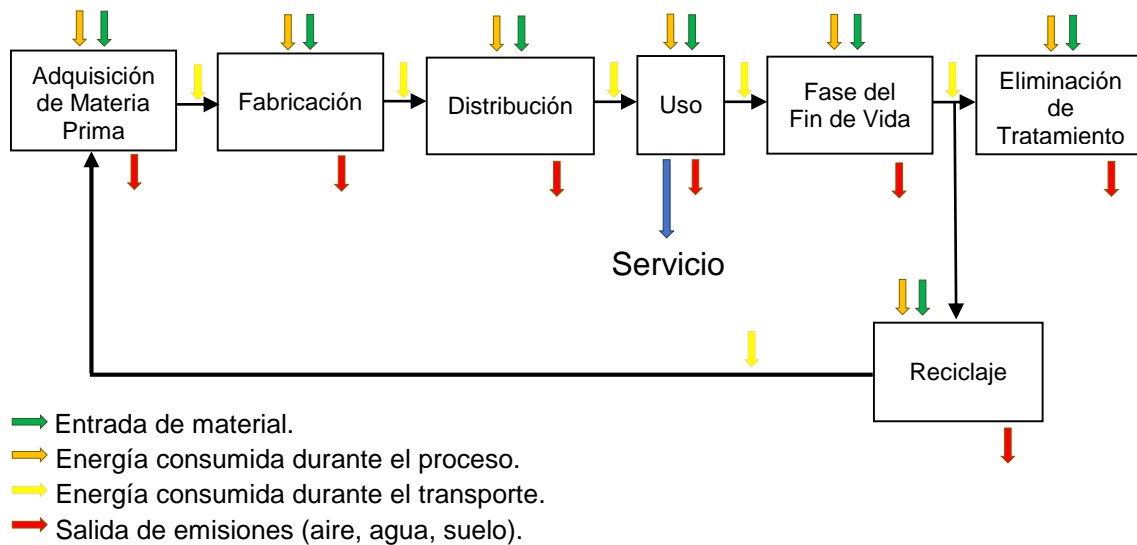 Adquisición
de Materia
Prima
Fabricación
Distribución
Uso
Fase del
Fin de Vida
Eliminación
de
Tratamiento
Servicio
Reciclaje
Entrada de material.
Energía consumida durante el proceso.
Energía consumida durante el transporte.
Salida de emisiones (aire, agua, suelo).